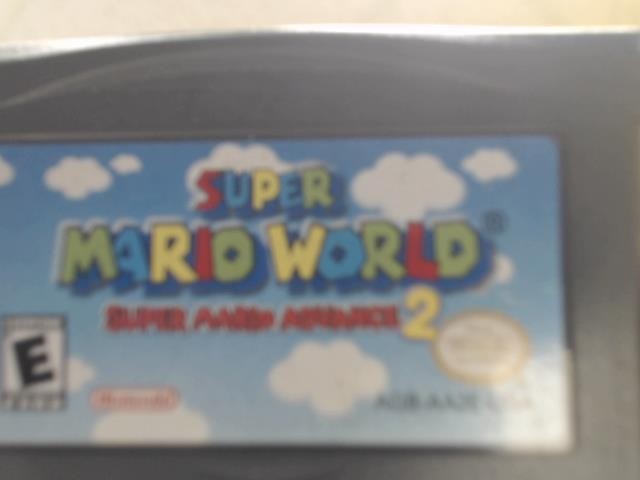 SUPER
MARIO WORLD®
SUPER MARIO ADVANCE 2
E
Nintendo